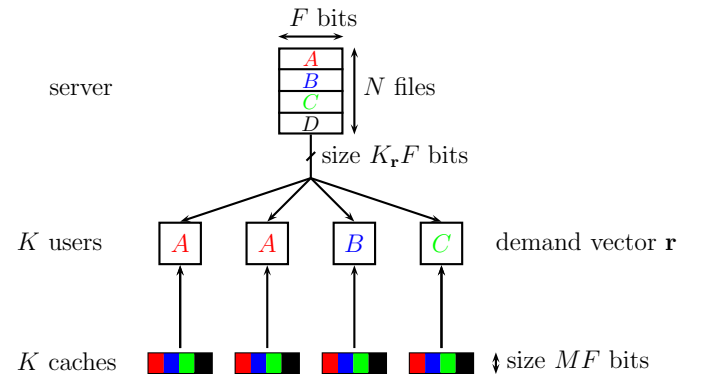 F bits
A
B
C
D
server
N files
size K_r F bits
K users
A A B C
demand vector r
K caches
size MF bits